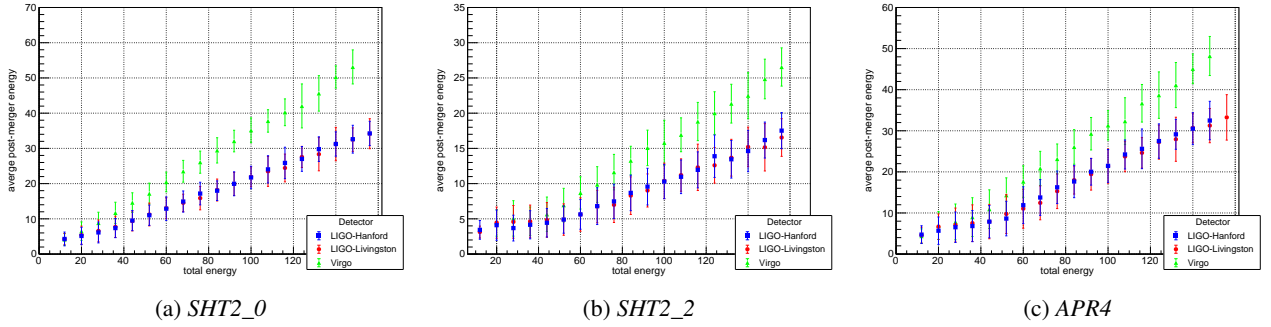 70
60
50
40
30
20
10
0
0 20 40 60 80 100 120
averge post-merger energy
total energy
Detector
LIGO-Hanford
LIGO-Livingston
Virgo
(a) SHT2_0
35
30
25
20
15
10
5
0
20 40 60 80 100 120
averge post-merger energy
total energy
Detector
LIGO-Hanford
LIGO-Livingston
Virgo
(b) SHT2_2
60
50
40
30
20
10
0
0 20 40 60 80 100 120
averge post-merger energy
total energy
Detector
LIGO-Hanford
LIGO-Livingston
Virgo
(c) APR4